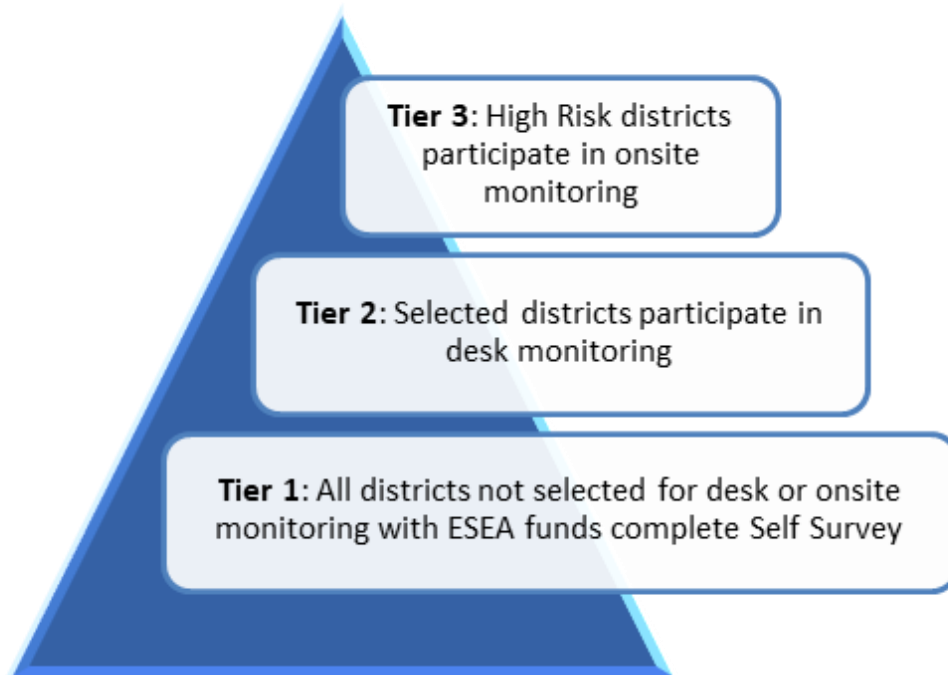 Tier 3: High Risk districts
participate in onsite
monitoring
Tier 2: Selected districts participate in
desk monitoring
Tier 1: All districts not selected for desk or onsite
monitoring with ESEA funds complete Self Survey